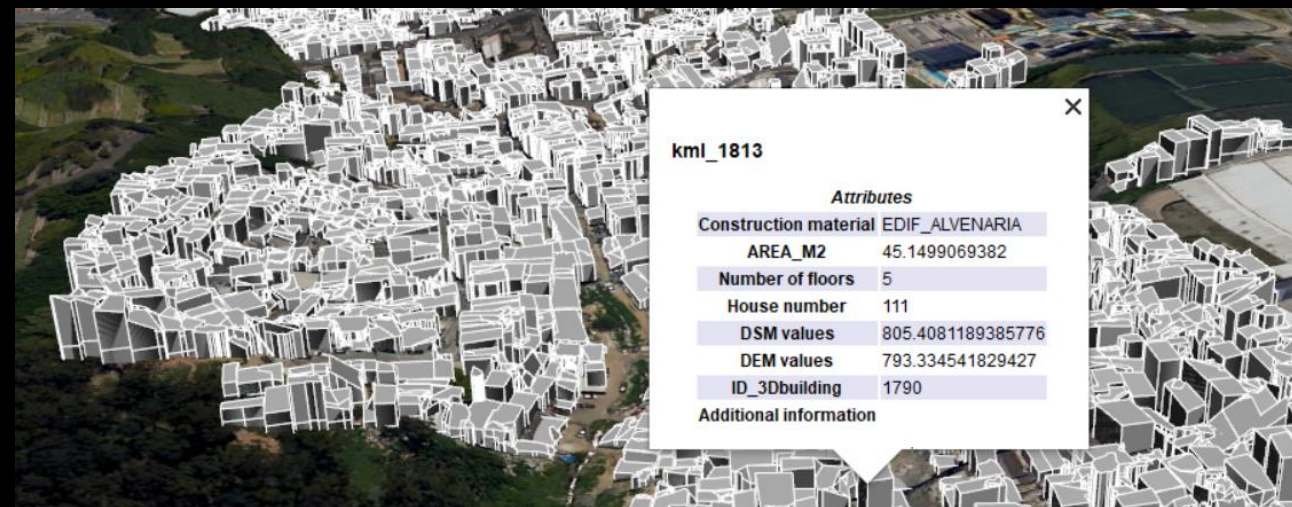 kml_1813
Attributes
Construction material EDIF_ALVENARIA
AREA_M2 45.1499069382
Number of floors 5
House number 111
DSM values 805.4081189385776
DEM values 793.334541829427
ID_3Dbuilding 1790
Additional information